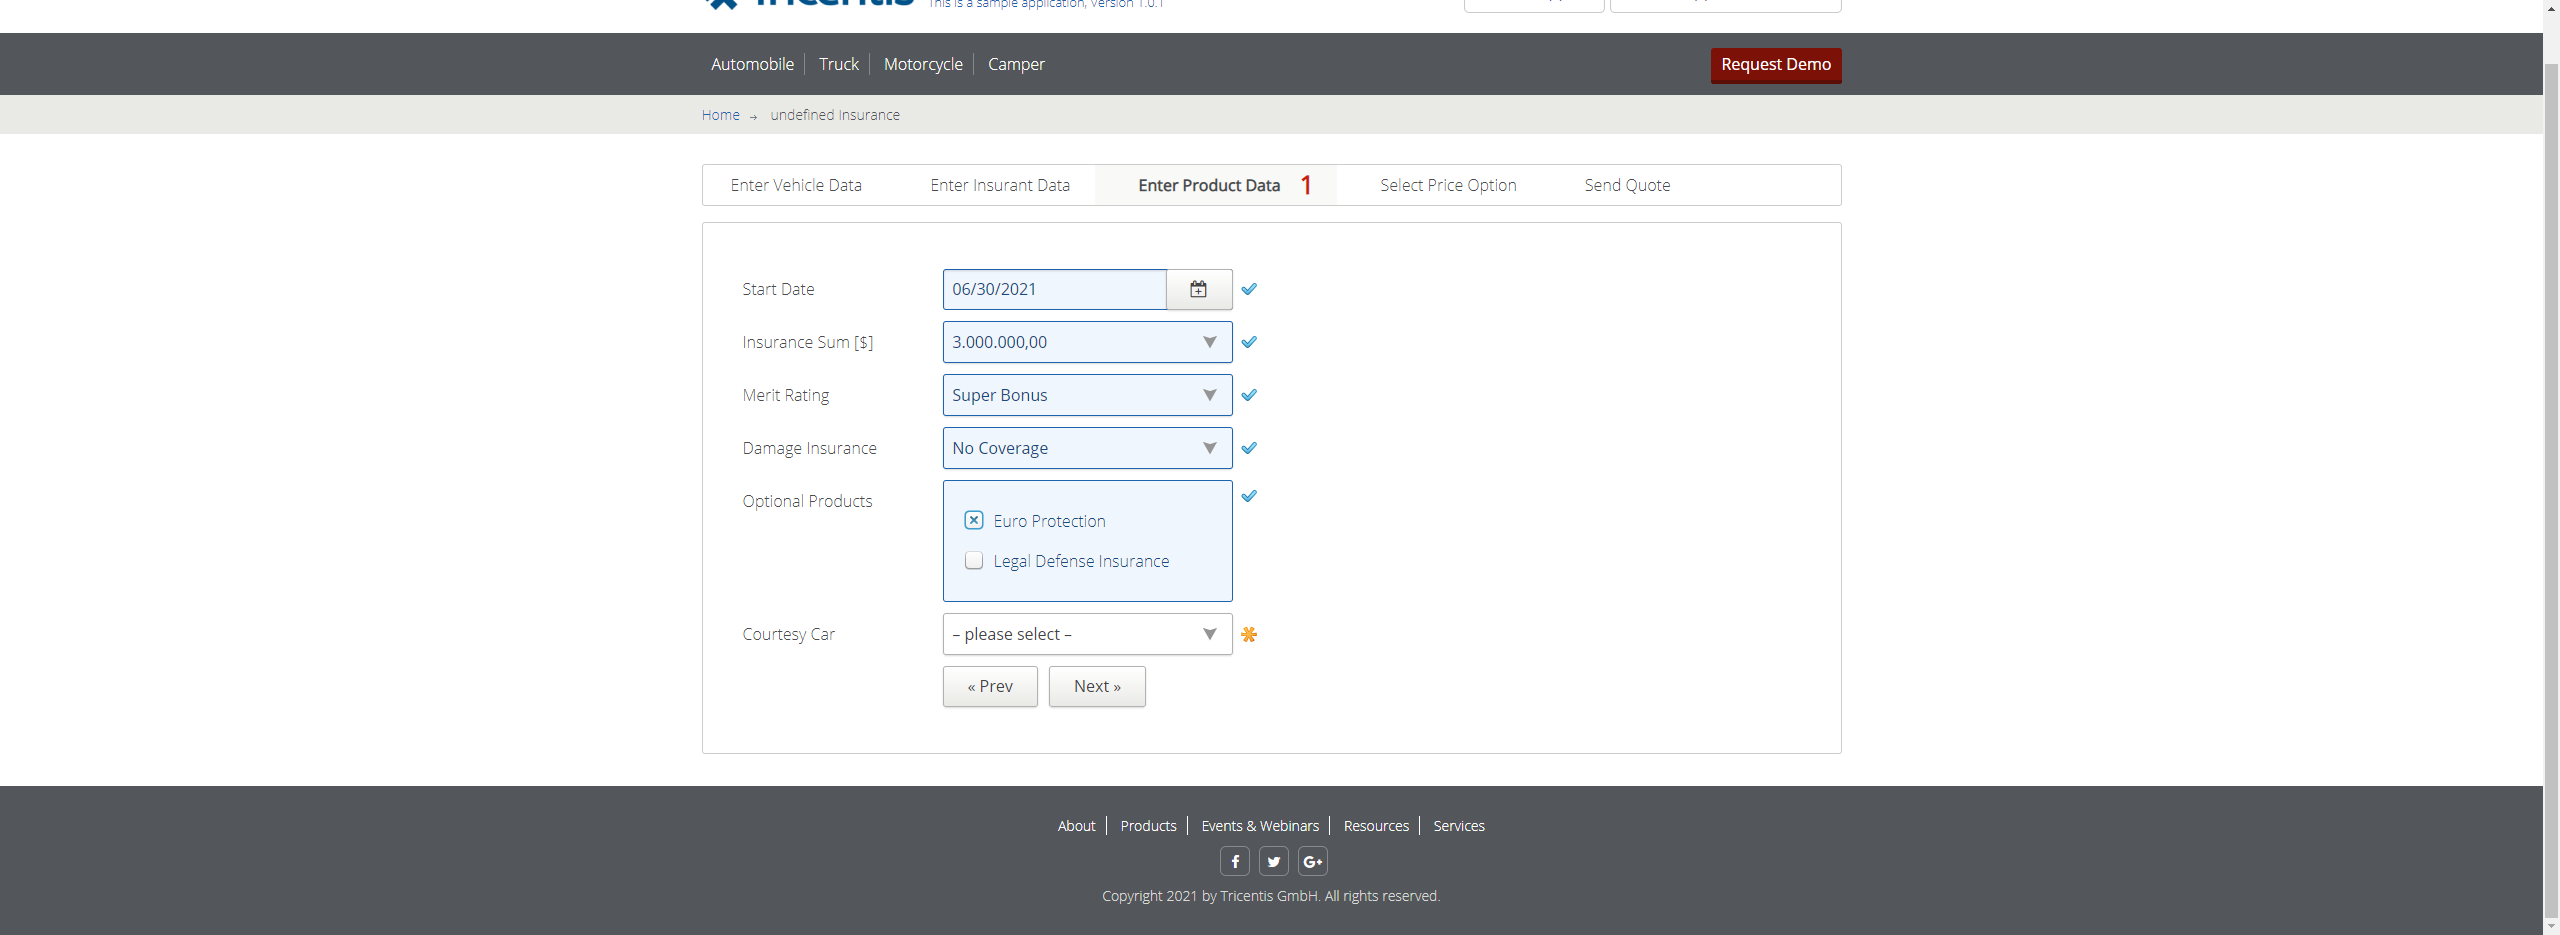 Tricentis This is a sample application, Version 1.0.1
Automobile Truck Motorcycle Camper Request Demo
Home → undefined Insurance
Enter Vehicle Data Enter Insurant Data Enter Product Data 1 Select Price Option Send Quote
Start Date 06/30/2021
Insurance Sum [$] 3.000.000,00
Merit Rating Super Bonus
Damage Insurance No Coverage
Optional Products
Euro Protection
Legal Defense Insurance
Courtesy Car – please select –
« Prev Next »
About Products Events & Webinars Resources Services
f G+
Copyright 2021 by Tricentis GmbH. All rights reserved.